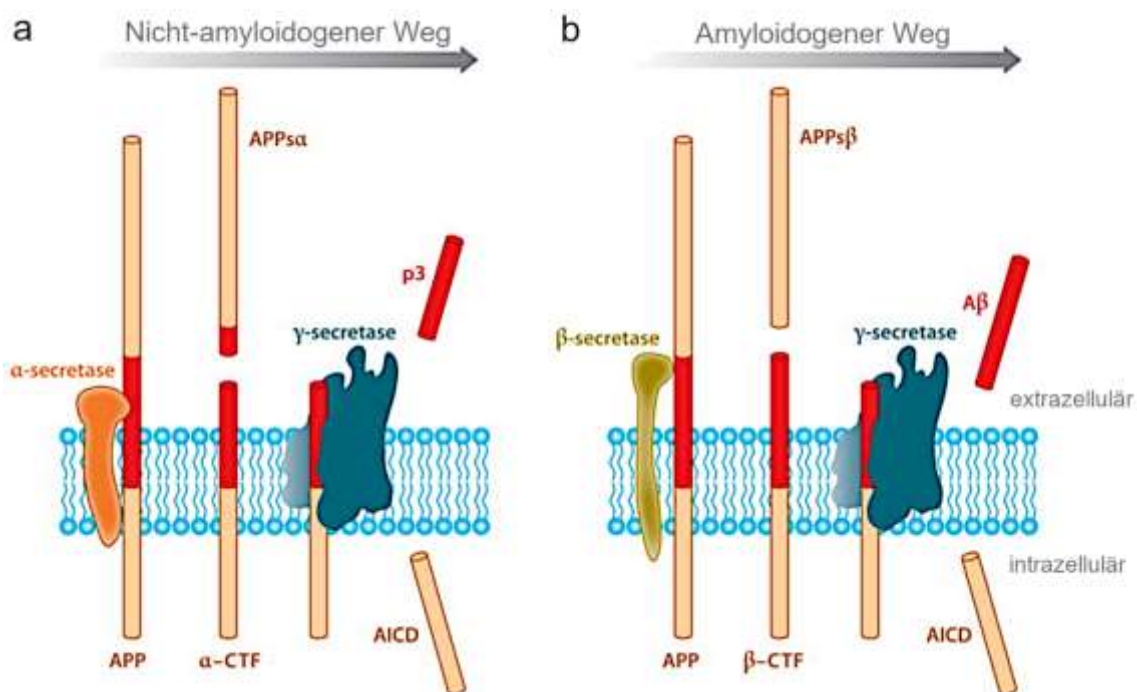 a
Nicht-amyloidogener Weg
APPsα
p3
γ-secretase
α-secretase
APP
α-CTF
AICD
b
Amyloidogener Weg
APPsβ
Aβ
γ-secretase
β-secretase
extrazellulär
intrazellulär
AICD
APP
β-CTF